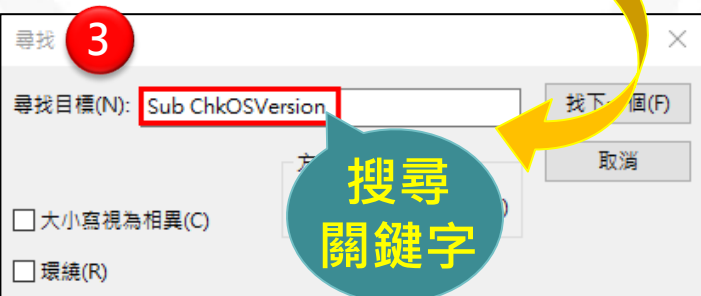 尋找
3
尋找目標(N): Sub ChkOSVersion
找下 個(F)
方
取消
搜尋
關鍵字
)
大小寫視為相異(C)
環繞(R)